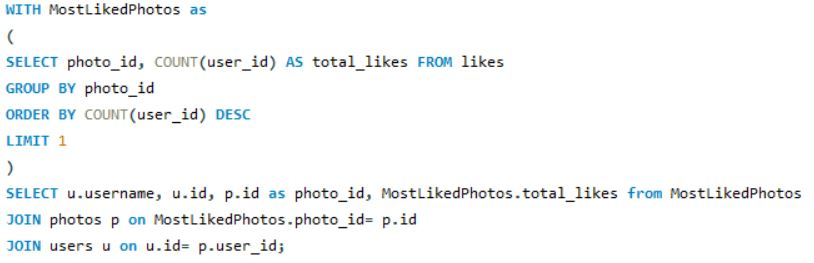 WITH MostLikedPhotos as
(
SELECT photo_id, COUNT(user_id) AS total_likes FROM likes
GROUP BY photo_id
ORDER BY COUNT(user_id) DESC
LIMIT 1
)
SELECT u.username, u.id, p.id as photo_id, MostLikedPhotos.total_likes from MostLikedPhotos
JOIN photos p on MostLikedPhotos.photo_id= p.id
JOIN users u on u.id= p.user_id;